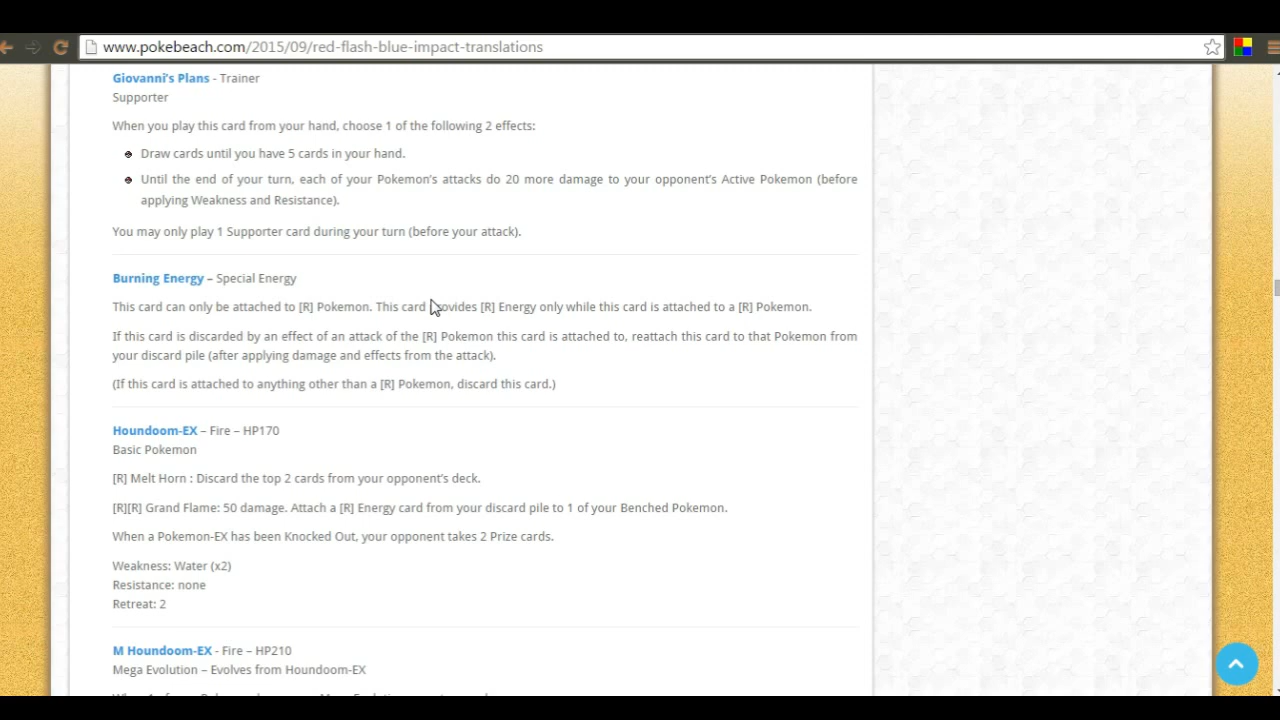 www.pokebeach.com/2015/09/red-flash-blue-impact-translations
Giovanni's Plans - Trainer
Supporter
When you play this card from your hand, choose 1 of the following 2 effects:
Draw cards until you have 5 cards in your hand.
Until the end of your turn, each of your Pokemon's attacks do 20 more damage to your opponent's Active Pokemon (before
applying Weakness and Resistance).
You may only play 1 Supporter card during your turn (before your attack).
Burning Energy – Special Energy
This card can only be attached to [R] Pokemon. This card provides [R] Energy only while this card is attached to a [R] Pokemon.
If this card is discarded by an effect of an attack of the [R] Pokemon this card is attached to, reattach this card to that Pokemon from
your discard pile (after applying damage and effects from the attack).
(If this card is attached to anything other than a [R] Pokemon, discard this card.)
Houndoom-EX – Fire – HP170
Basic Pokemon
[R] Melt Horn : Discard the top 2 cards from your opponent's deck.
[R][R] Grand Flame: 50 damage. Attach a [R] Energy card from your discard pile to 1 of your Benched Pokemon.
When a Pokemon-EX has been Knocked Out, your opponent takes 2 Prize cards.
Weakness: Water (x2)
Resistance: none
Retreat: 2
M Houndoom-EX - Fire – HP210
Mega Evolution – Evolves from Houndoom-EX